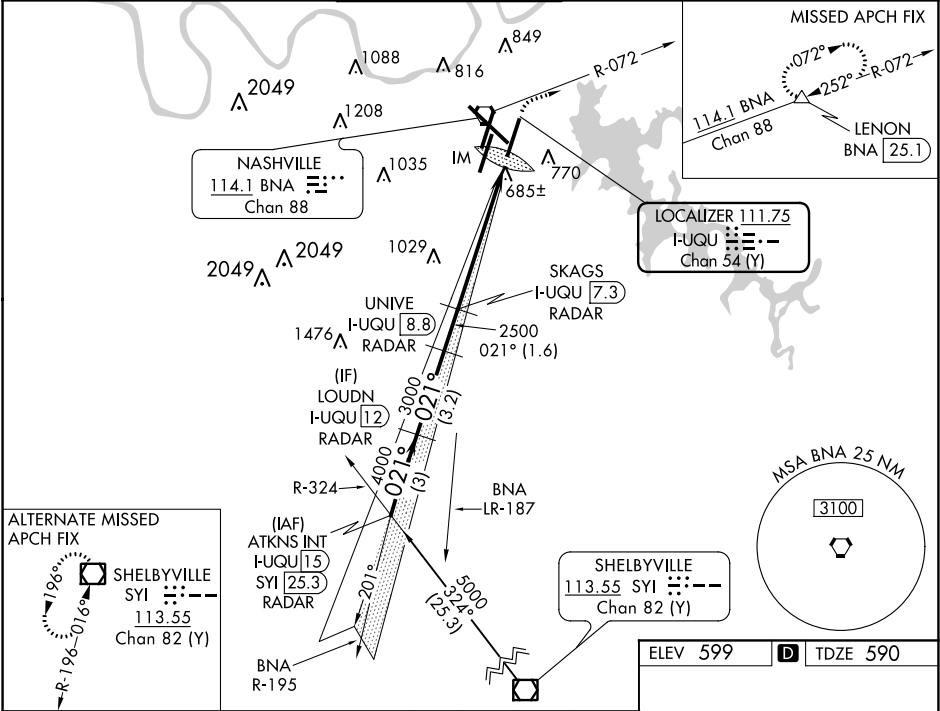 MISSED APCH FIX
072°
252°
R-072
114.1 BNA
Chan 88
LENON
BNA 25.1
849
1088
816
R-072
2049
1208
NASHVILLE
114.1 BNA
Chan 88
1035
IM
770
685±
LOCALIZER 111.75
I-UQU
Chan 54 (Y)
2049
2049
1029
SKAGS
I-UQU 7.3
RADAR
UNIVE
I-UQU 8.8
RADAR
2500
021° (1.6)
1476
(IF)
LOUDN
I-UQU 12
RADAR
3000
021°
(3.2)
4000
021°
(3)
R-324
BNA
LR-187
(IAF)
ATKNS INT
I-UQU 15
SYI 25.3
RADAR
201°
BNA
R-195
5000
324°
(25.3)
SHELBYVILLE
113.55 SYI
Chan 82 (Y)
MSA BNA 25 NM
3100
ALTERNATE MISSED
APCH FIX
196°
R-196
016°
SHELBYVILLE
SYI
113.55
Chan 82 (Y)
ELEV 599 D TDZE 590